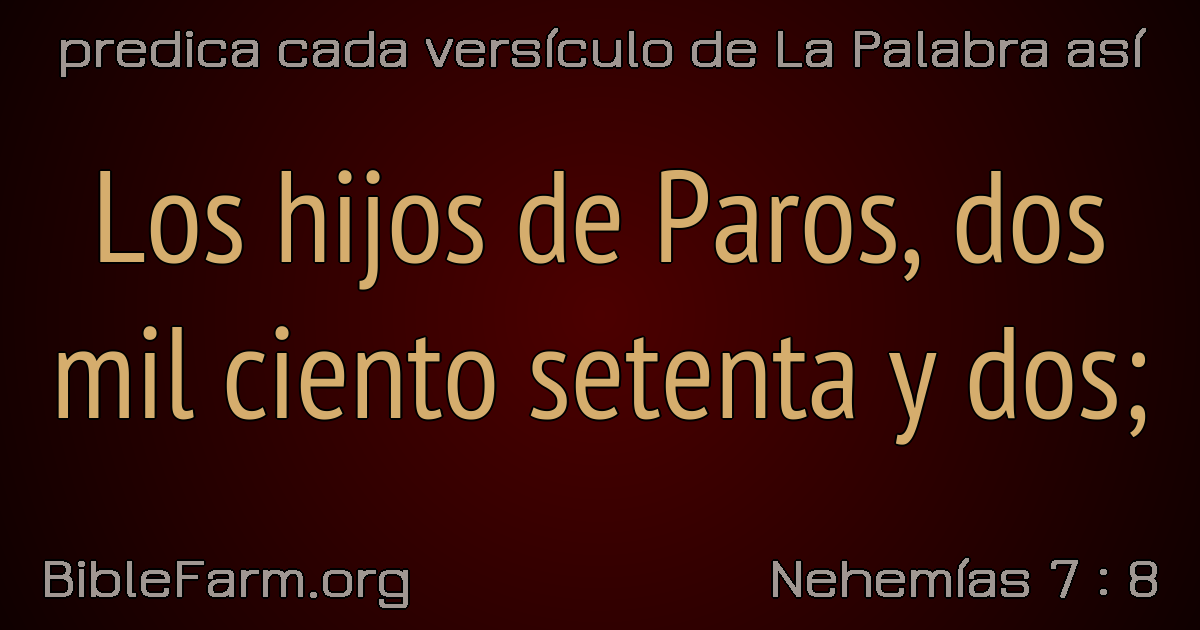 predica cada versículo de La Palabra así
Los hijos de Paros, dos
mil ciento setenta y dos;
BibleFarm.org
Nehemías 7 : 8